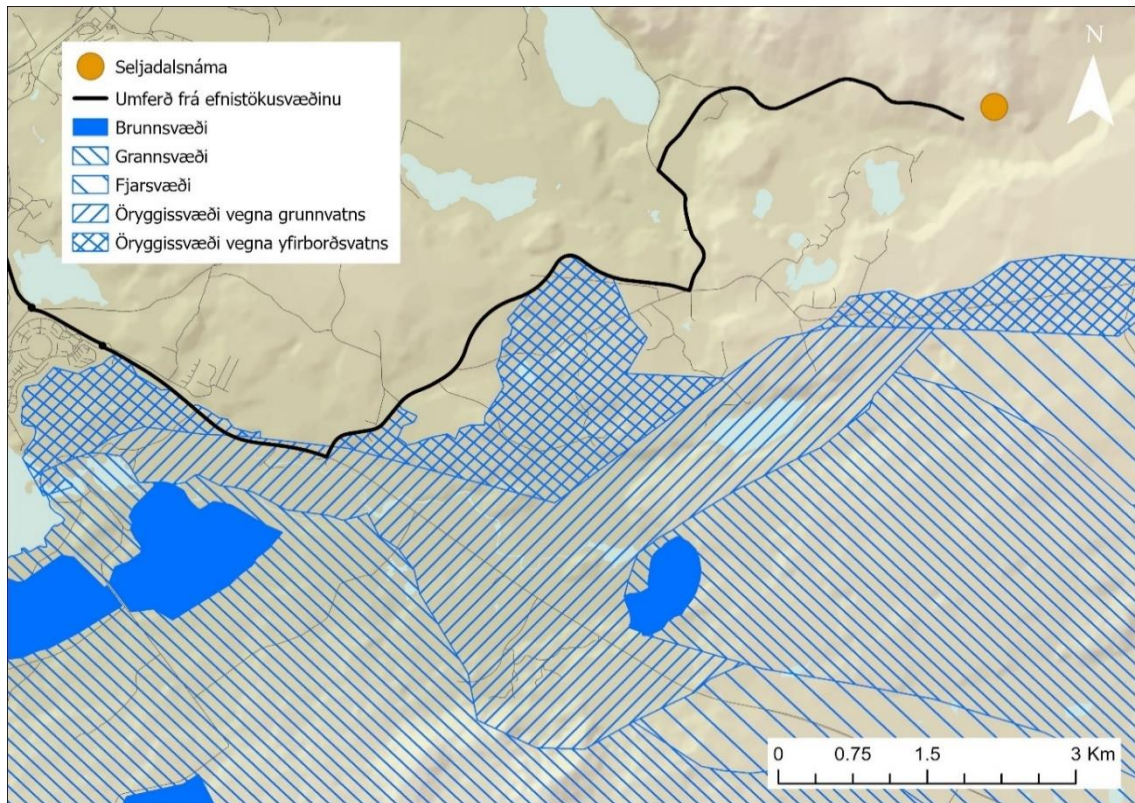 N
Seljadalsnáma
Umferð frá efnistökusvæðinu
Brunnsvæði
Grannsvæði
Fjarsvæði
Öryggissvæði vegna grunnvatns
Öryggissvæði vegna yfirborðsvatns
0 0.75 1.5 3 Km